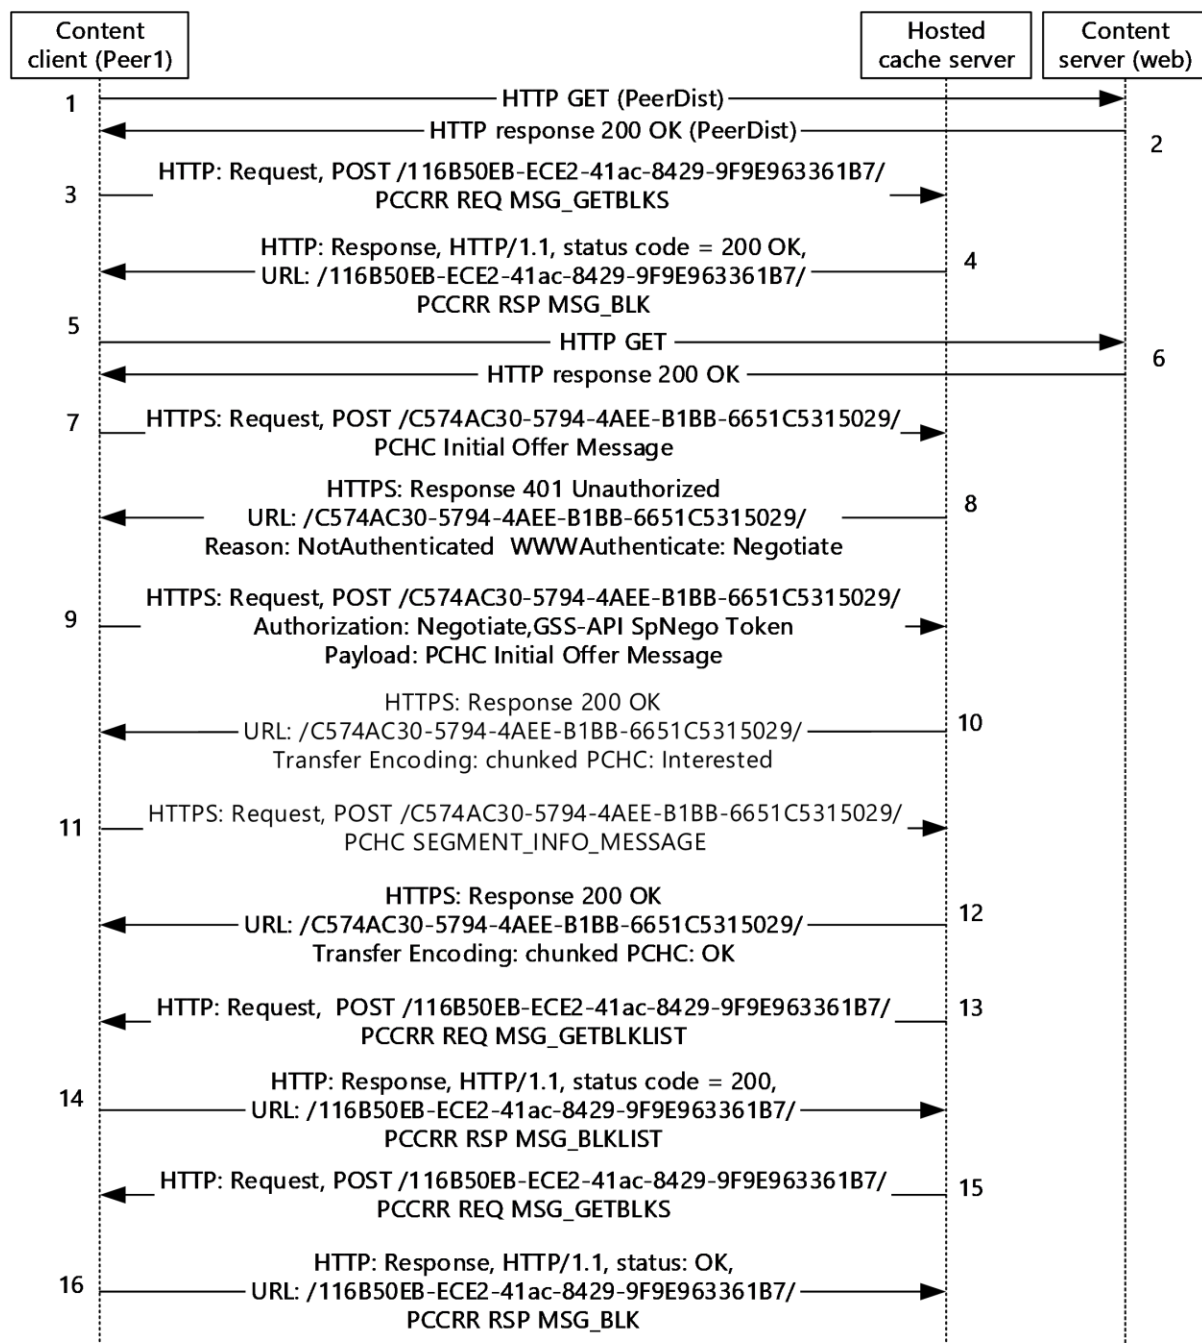 Content
client (Peer1)
Hosted
cache server
Content
server (web)
1
HTTP GET (PeerDist)
HTTP response 200 OK (PeerDist)
2
HTTP: Request, POST /116B50EB-ECE2-41ac-8429-9F9E963361B7/
3
PCCRR REQ MSG_GETBLKS
HTTP: Response, HTTP/1.1, status code = 200 OK,
4
URL: /116B50EB-ECE2-41ac-8429-9F9E963361B7/
PCCRR RSP MSG_BLK
5
HTTP GET
6
HTTP response 200 OK
7
HTTPS: Request, POST /C574AC30-5794-4AEE-B1BB-6651C5315029/
PCHC Initial Offer Message
HTTPS: Response 401 Unauthorized
8
URL: /C574AC30-5794-4AEE-B1BB-6651C5315029/
Reason: NotAuthenticated  WWWAuthenticate: Negotiate
HTTPS: Request, POST /C574AC30-5794-4AEE-B1BB-6651C5315029/
9
Authorization: Negotiate,GSS-API SpNego Token
Payload: PCHC Initial Offer Message
HTTPS: Response 200 OK
10
URL: /C574AC30-5794-4AEE-B1BB-6651C5315029/
Transfer Encoding: chunked PCHC: Interested
HTTPS: Request, POST /C574AC30-5794-4AEE-B1BB-6651C5315029/
11
PCHC SEGMENT_INFO_MESSAGE
HTTPS: Response 200 OK
12
URL: /C574AC30-5794-4AEE-B1BB-6651C5315029/
Transfer Encoding: chunked PCHC: OK
HTTP: Request,  POST /116B50EB-ECE2-41ac-8429-9F9E963361B7/
13
PCCRR REQ MSG_GETBLKLIST
HTTP: Response, HTTP/1.1, status code = 200,
14
URL: /116B50EB-ECE2-41ac-8429-9F9E963361B7/
PCCRR RSP MSG_BLKLIST
HTTP: Request, POST /116B50EB-ECE2-41ac-8429-9F9E963361B7/
15
PCCRR REQ MSG_GETBLKS
HTTP: Response, HTTP/1.1, status: OK,
16
URL: /116B50EB-ECE2-41ac-8429-9F9E963361B7/
PCCRR RSP MSG_BLK